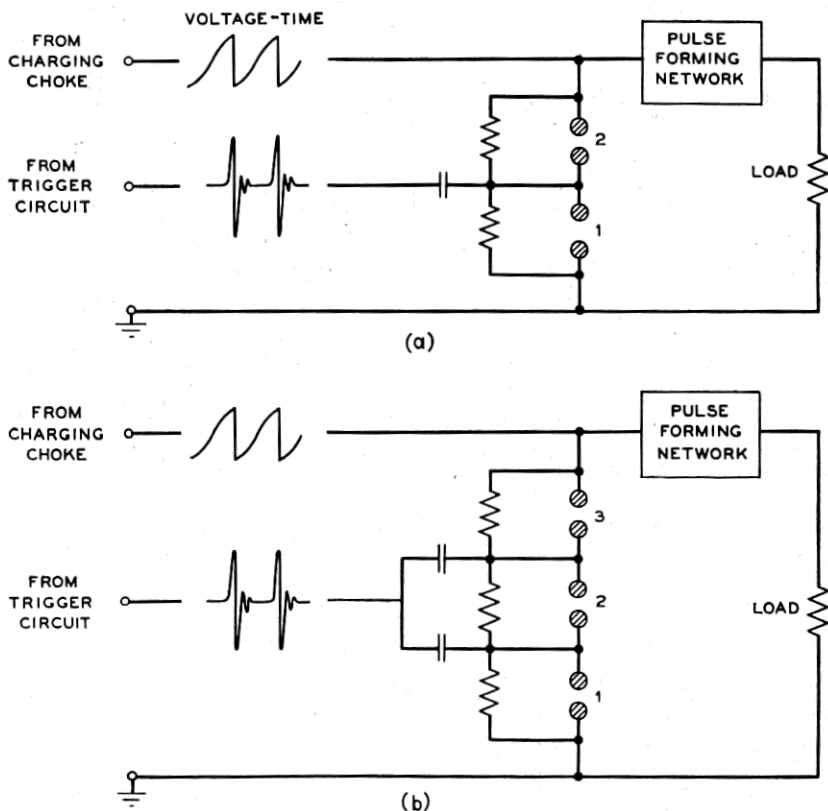 VOLTAGE-TIME
FROM
CHARGING
CHOKE
PULSE
FORMING
NETWORK
2
FROM
TRIGGER
CIRCUIT
LOAD
1
(a)
FROM
CHARGING
CHOKE
PULSE
FORMING
NETWORK
3
FROM
TRIGGER
CIRCUIT
2
LOAD
1
(b)